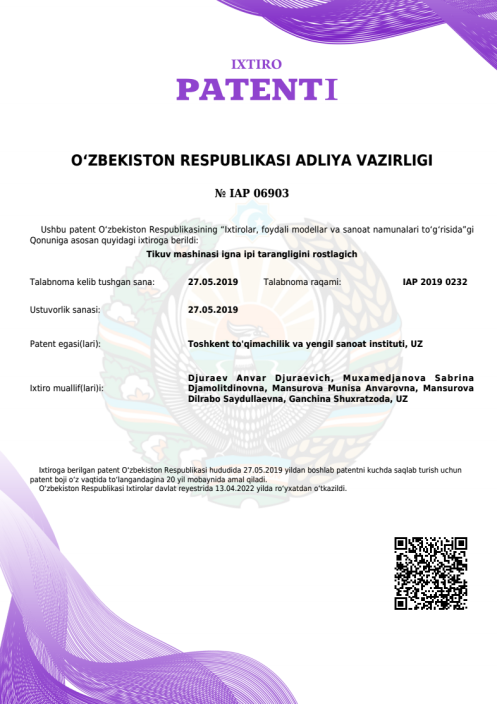 IXTIRO
PATENTI
O‘ZBEKISTON RESPUBLIKASI ADLIYA VAZIRLIGI
№ IAP 06903
Ushbu patent O‘zbekiston Respublikasining “Ixtirolar, foydali modellar va sanoat namunalari to‘g‘risida”gi
Qonuniga asosan quyidagi ixtiroga berildi:
Tikuv mashinasi igna ipi tarangligini rostlagich
Talabnoma kelib tushgan sana: 27.05.2019 Talabnoma raqami: IAP 2019 0232
Ustuvorlik sanasi: 27.05.2019
Patent egasi(lari): Toshkent to'qimachilik va yengil sanoat instituti, UZ
Ixtiro muallif(lari)i: Djuraev Anvar Djuraevich, Muxamedjanova Sabrina
Djamolitdinovna, Mansurova Munisa Anvarovna, Mansurova
Dilrabo Saydullaevna, Ganchina Shuxratzoda, UZ
Ixtiroga berilgan patent O‘zbekiston Respublikasi hududida 27.05.2019 yildan boshlab patentni kuchda saqlab turish uchun
patent boji o‘z vaqtida to‘langandagina 20 yil mobaynida amal qiladi.
O‘zbekiston Respublikasi Ixtirolar davlat reyestrida 13.04.2022 yilda ro‘yxatdan o‘tkazildi.